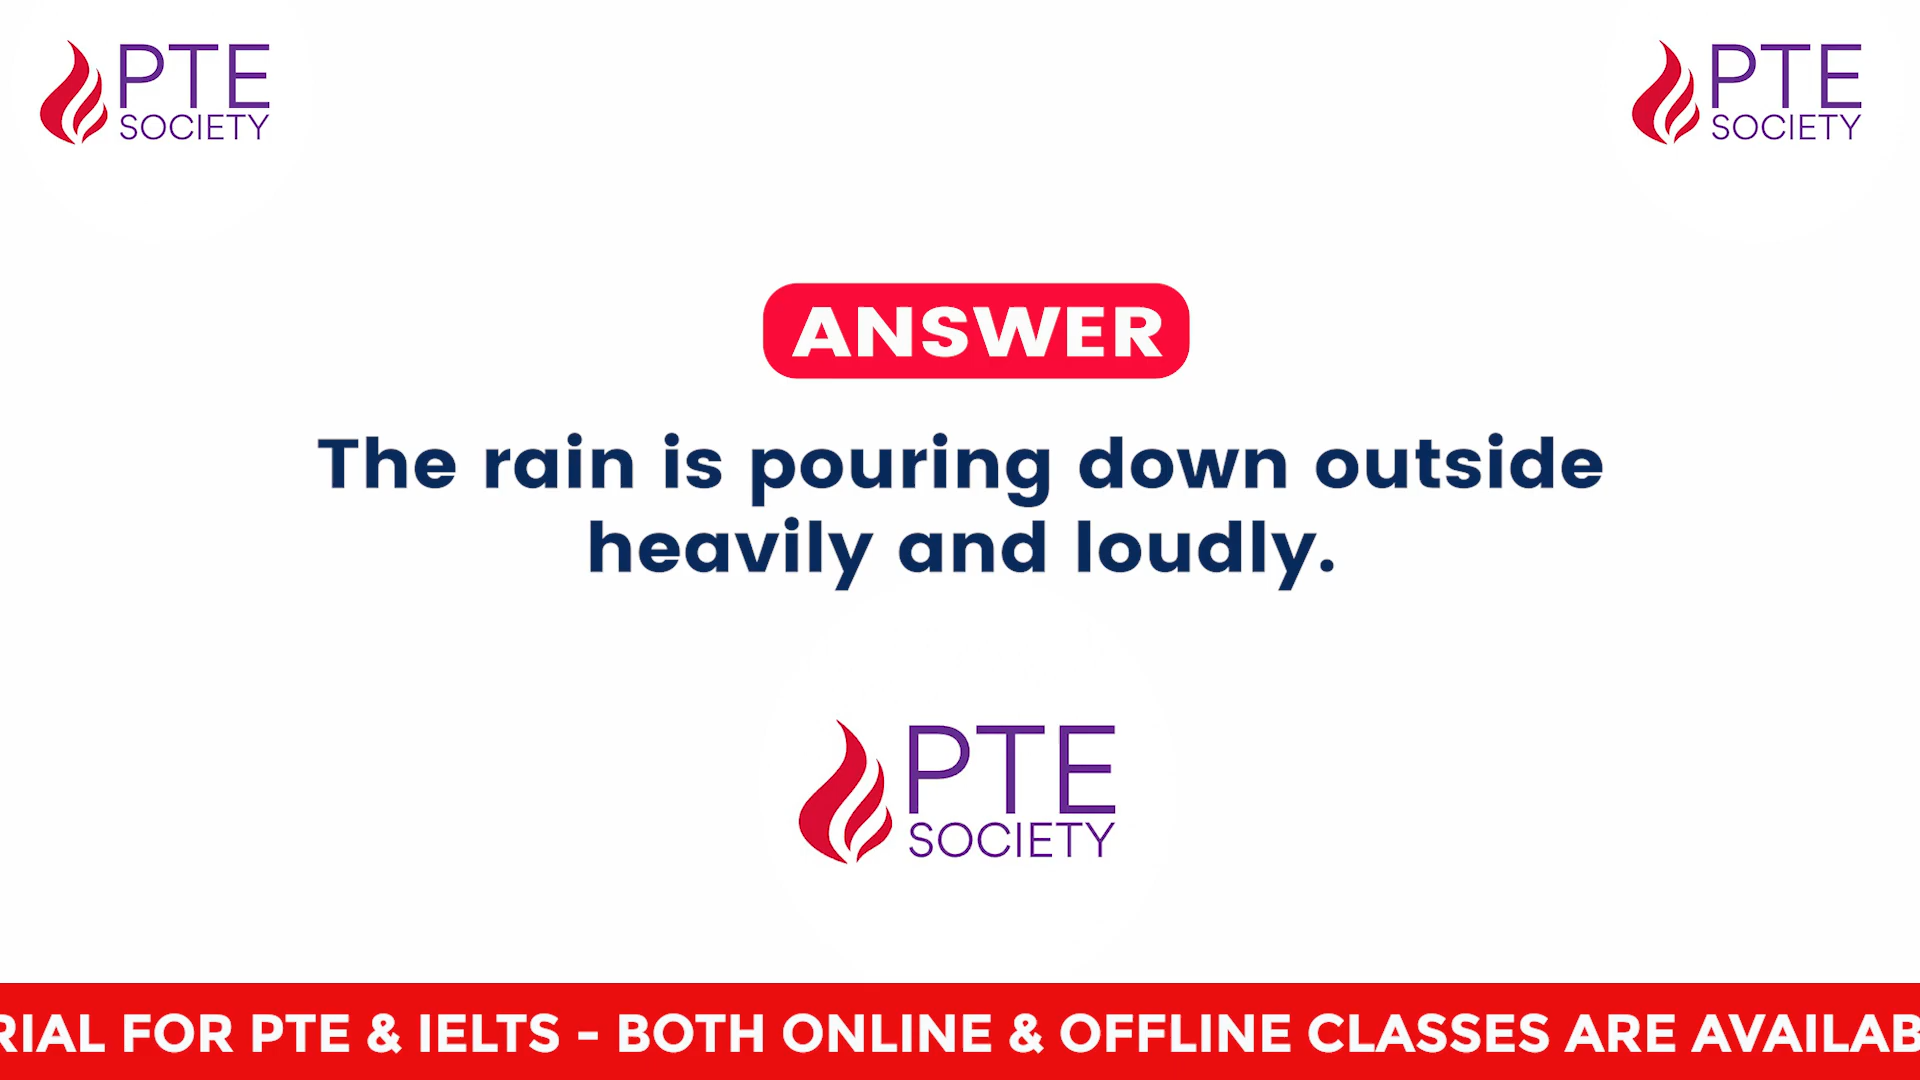 PTE
SOCIETY
PTE
SOCIETY
ANSWER
The rain is pouring down outside
heavily and loudly.
PTE
SOCIETY
RIAL FOR PTE & IELTS - BOTH ONLINE & OFFLINE CLASSES ARE AVAILAB